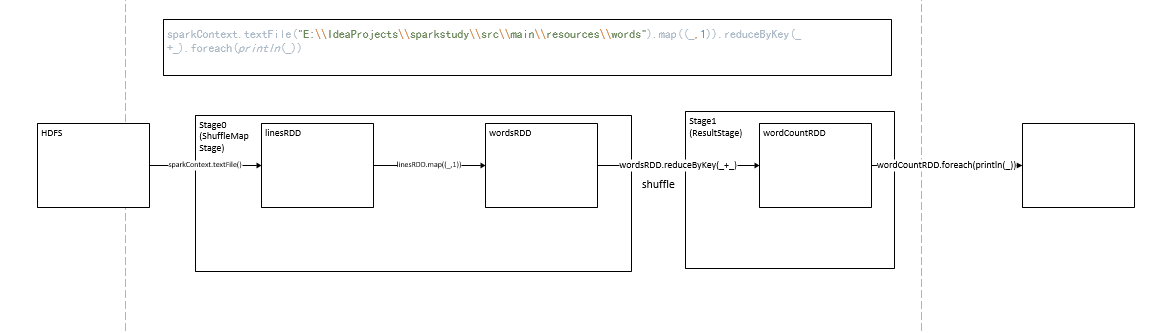 sparkContext.textFile("E:\\IdeaProjects\\sparkstudy\\src\\main\\resources\\words").map((_,1)).reduceByKey(_
+_).foreach(println(_))
HDFS
sparkContext.textFile()
Stage0
(ShuffleMap
Stage)
linesRDD
linesRDD.map((_,1))
wordsRDD
wordsRDD.reduceByKey(_+_)
shuffle
Stage1
(ResultStage)
wordCountRDD
wordCountRDD.foreach(println(_))